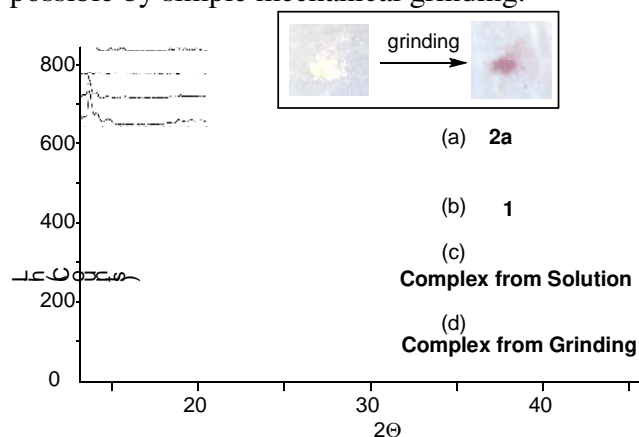 possible by simple mechanical grinding.
grinding
800
(a) 2a
600
(b) 1
400
(c)
Complex from Solution
200
(d)
Complex from Grinding
0
20 30 40
2Θ